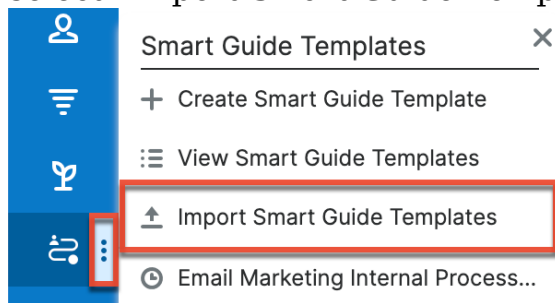 Smart Guide Templates
Create Smart Guide Template
View Smart Guide Templates
Import Smart Guide Templates
Email Marketing Internal Process...